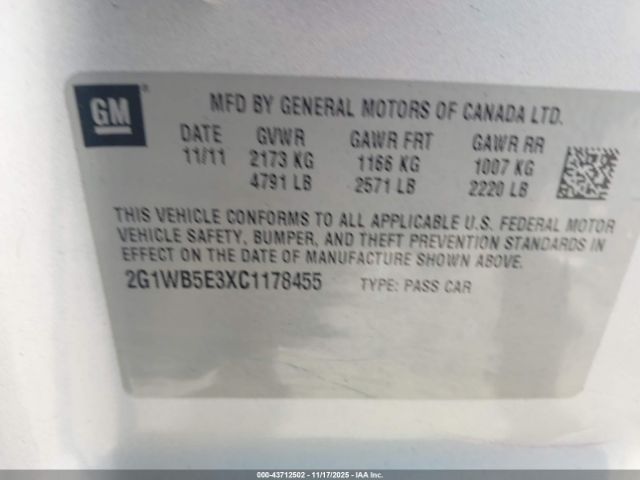 GM
MFD BY GENERAL MOTORS OF CANADA LTD.
DATE GVWR GAWR FRT GAWR RR
11/11 2173 KG 1166 KG 1007 KG
4791 LB 2571 LB 2220 LB
THIS VEHICLE CONFORMS TO ALL APPLICABLE U.S. FEDERAL MOTOR
VEHICLE SAFETY, BUMPER, AND THEFT PREVENTION STANDARDS IN
EFFECT ON THE DATE OF MANUFACTURE SHOWN ABOVE.
2G1WB5E3XC1178455 TYPE: PASS CAR
000-43712502 - 11/17/2025 - © IAA Inc.